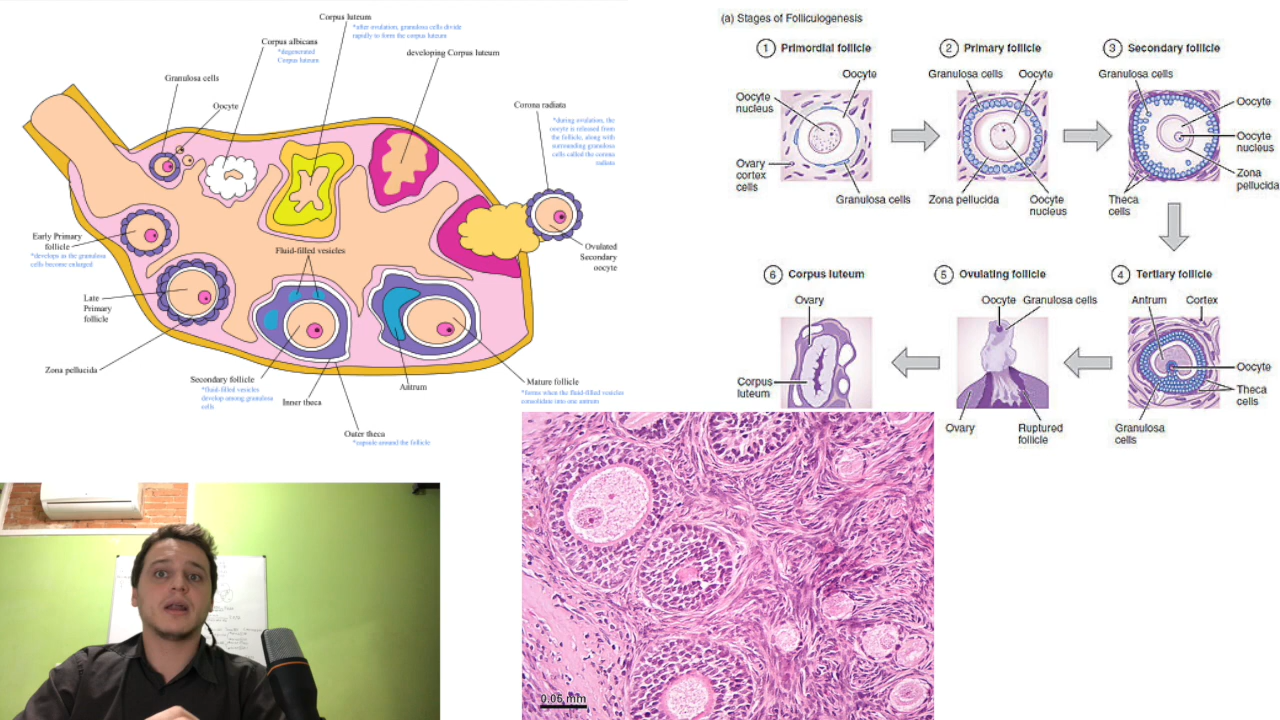 Corpus luteum
*after ovulation, granulosa cells divide
rapidly to form the corpus luteum
Corpus albicans
*degenerated
Corpus luteum
developing Corpus luteum
Granulosa cells
Oocyte
Corona radiata
*during ovulation, the
oocyte is released from
the follicle, along with
surrounding granulosa
cells called the corona
radiata
Early Primary
follicle
*develops as the granulosa
cells become enlarged
Fluid-filled vesicles
Ovulated
Secondary
oocyte
Late
Primary
follicle
Zona pellucida
Secondary follicle
*fluid-filled vesicles
develop among granulosa
cells
Inner theca
Antrum
Mature follicle
*forms when the fluid-filled vesicles
consolidate into one antrum
Outer theca
*capsule around the follicle
(a) Stages of Folliculogenesis
1 Primordial follicle
Oocyte
Oocyte
nucleus
Ovary
cortex
cells
Granulosa cells
2 Primary follicle
Granulosa cells
Oocyte
Zona pellucida
Oocyte
nucleus
3 Secondary follicle
Granulosa cells
Oocyte
Oocyte
nucleus
Zona
pellucida
Theca
cells
6 Corpus luteum
Ovary
Corpus
luteum
5 Ovulating follicle
Oocyte
Granulosa cells
Ovary
Ruptured
follicle
4 Tertiary follicle
Antrum
Cortex
Oocyte
Theca
cells
Granulosa
cells
0.06 mm